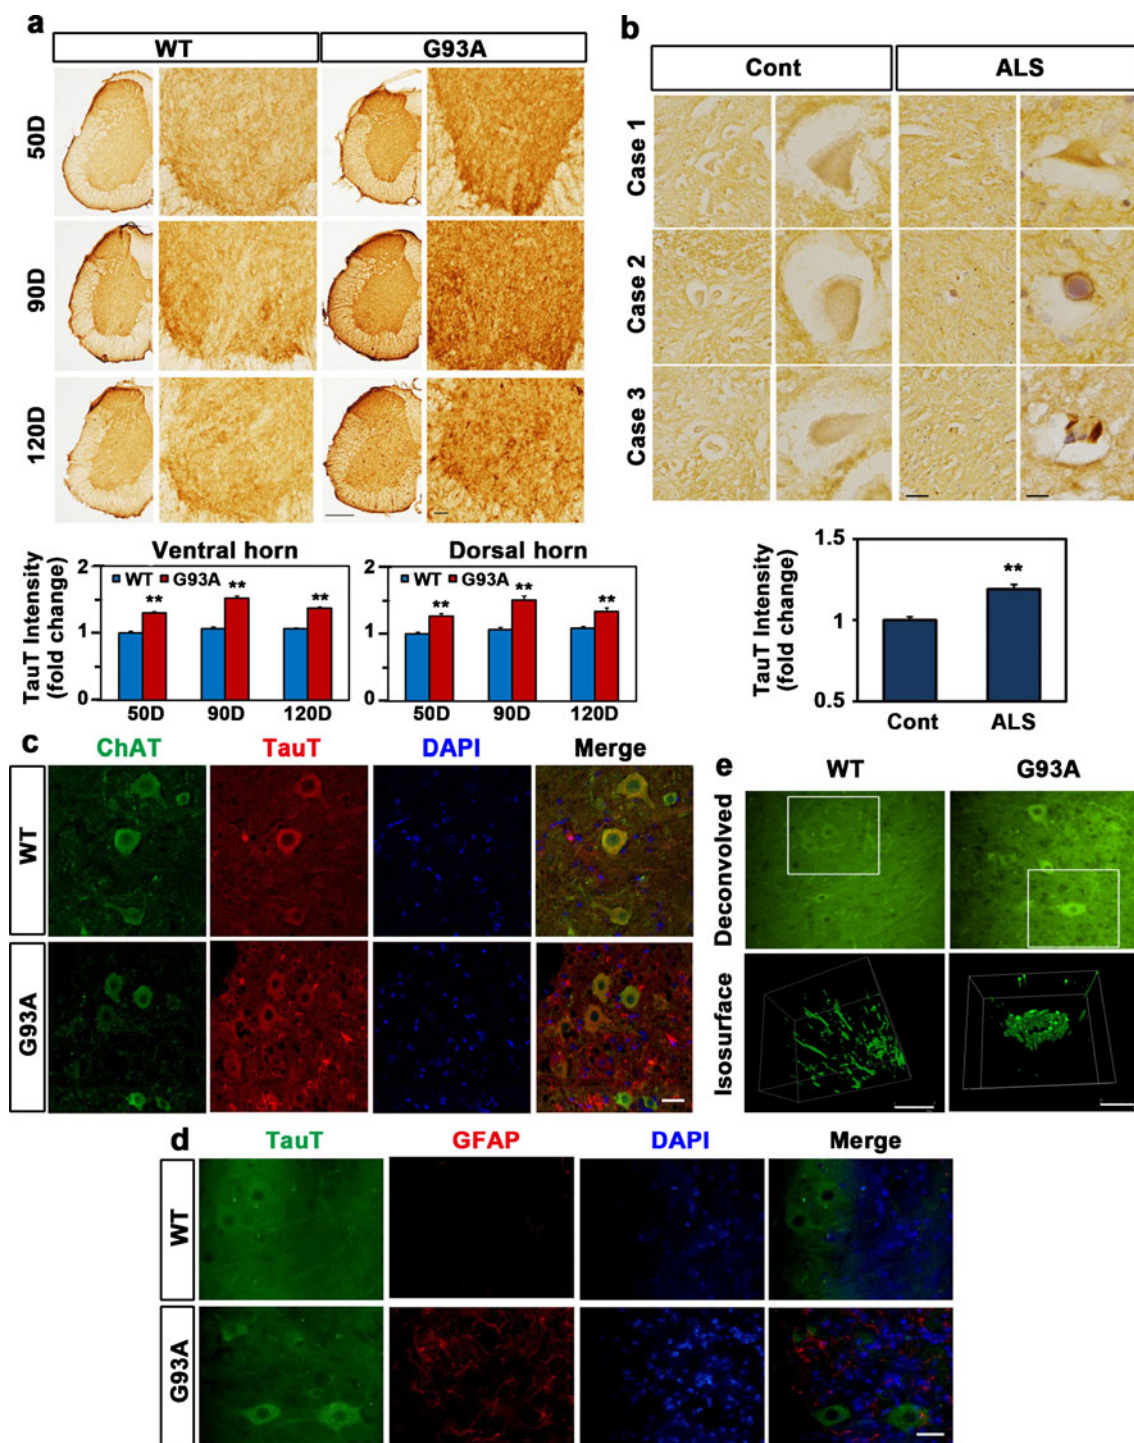 a
WT G93A
50D
90D
120D
Ventral horn
TauT Intensity
(fold change)
2
1
0
WT G93A
**
**
**
50D 90D 120D
Dorsal horn
2
1
0
WT G93A
**
**
**
50D 90D 120D
b
Cont ALS
Case 1
Case 2
Case 3
TauT Intensity
(fold change)
1.5
1
0.5
**
Cont ALS
c
ChAT TauT DAPI Merge
WT
G93A
e
WT G93A
Deconvolved
Isosurface
d
TauT GFAP DAPI Merge
WT
G93A